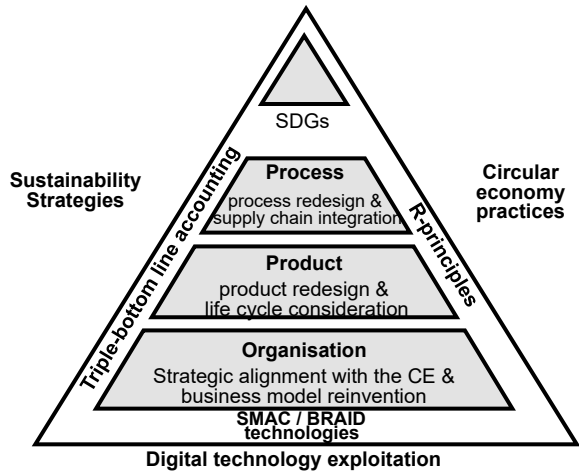 SDGs
Sustainability
Strategies
Triple-bottom line accounting
Process
process redesign &
supply chain integration
R-principles
Circular
economy
practices
Product
product redesign &
life cycle consideration
Organisation
Strategic alignment with the CE &
business model reinvention
SMAC / BRAID
technologies
Digital technology exploitation